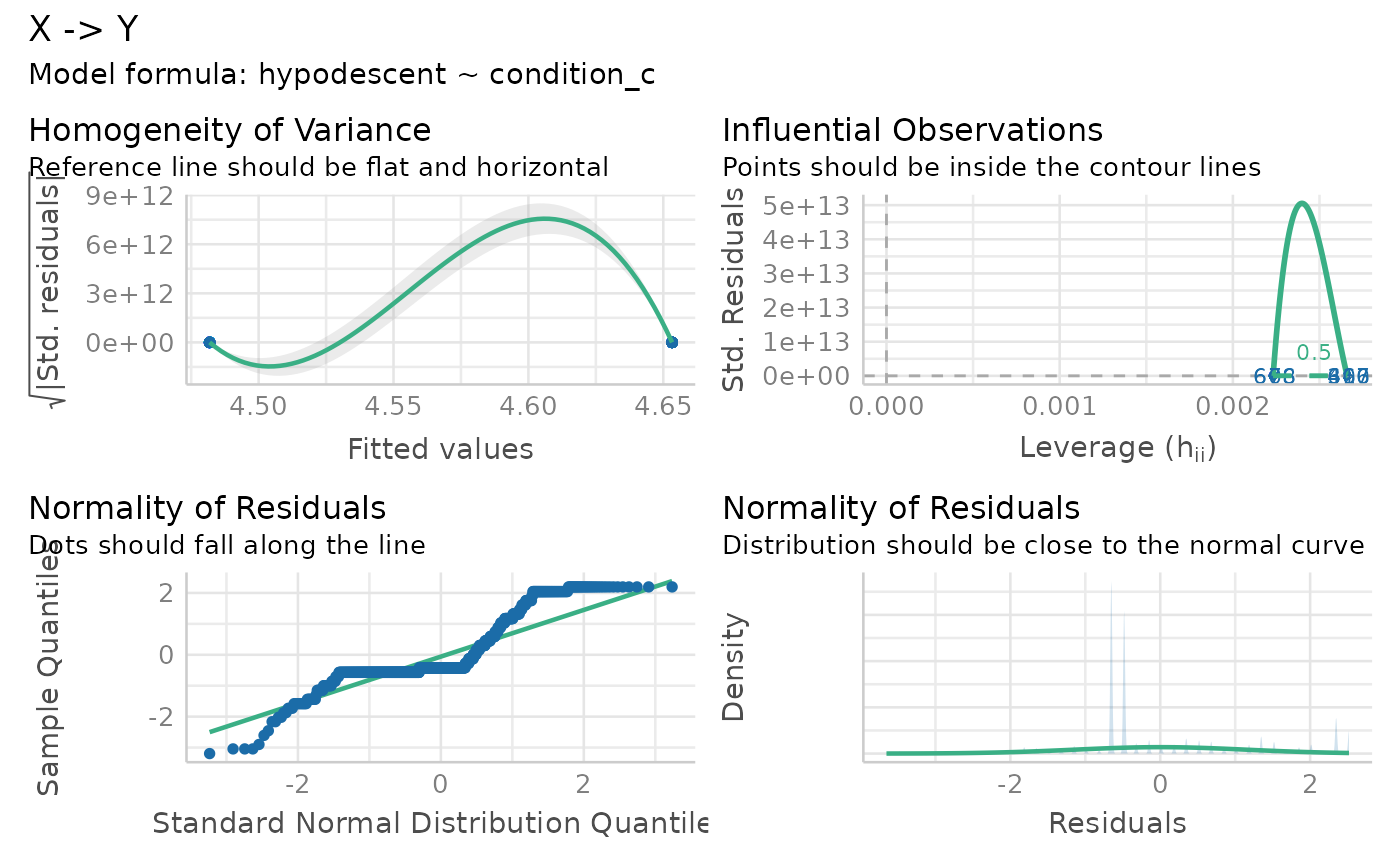 X -> Y
Model formula: hypodescent ~ condition_c
Homogeneity of Variance
Reference line should be flat and horizontal
√|Std. residuals|
9e+12
6e+12
3e+12
0e+00
4.50 4.55 4.60 4.65
Fitted values
Influential Observations
Points should be inside the contour lines
Std. Residuals
5e+13
4e+13
3e+13
2e+13
1e+13
0e+00
0.5
0.000 0.001 0.002
Leverage (hii)
Normality of Residuals
Dots should fall along the line
Sample Quantiles
2
0
-2
-2 0 2
Standard Normal Distribution Quantile
Normality of Residuals
Distribution should be close to the normal curve
Density
-2 0 2
Residuals